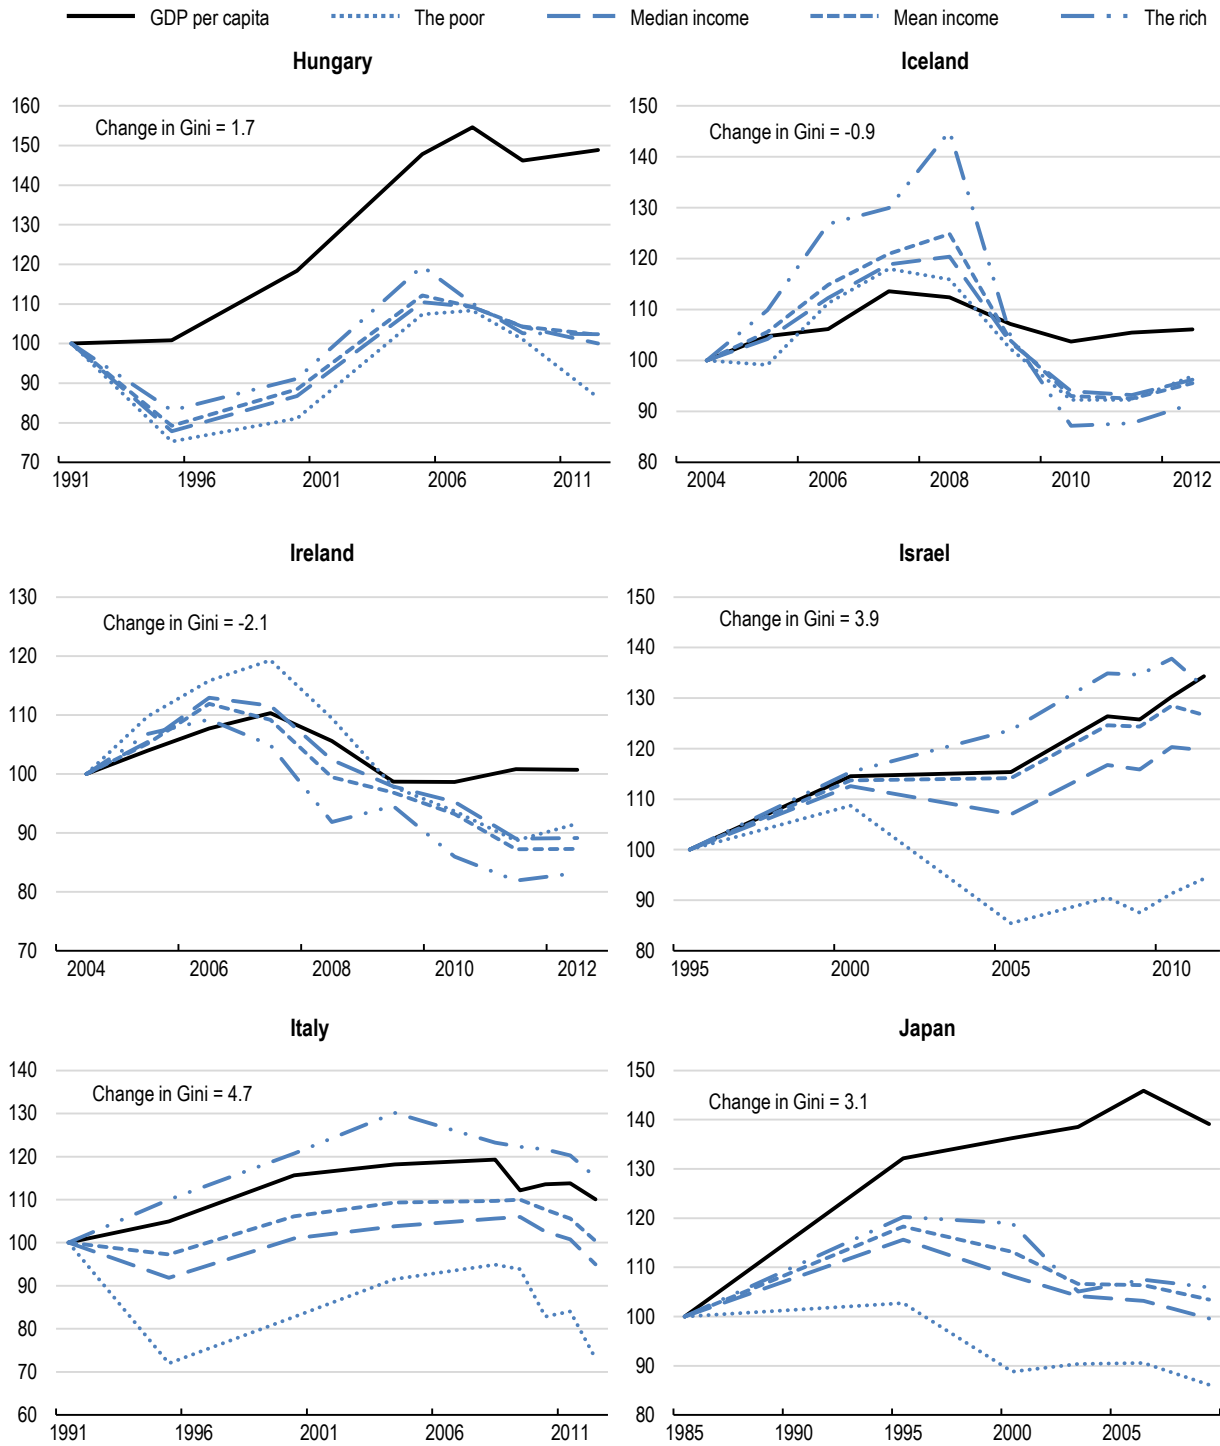 GDP per capita The poor Median income Mean income The rich
Hungary
Change in Gini = 1.7
160
150
140
130
120
110
100
90
80
70
1991 1996 2001 2006 2011
Iceland
Change in Gini = -0.9
150
140
130
120
110
100
90
80
2004 2006 2008 2010 2012
Ireland
Change in Gini = -2.1
130
120
110
100
90
80
70
2004 2006 2008 2010 2012
Israel
Change in Gini = 3.9
150
140
130
120
110
100
90
80
1995 2000 2005 2010
Italy
Change in Gini = 4.7
140
130
120
110
100
90
80
70
60
1991 1996 2001 2006 2011
Japan
Change in Gini = 3.1
150
140
130
120
110
100
90
80
1985 1990 1995 2000 2005